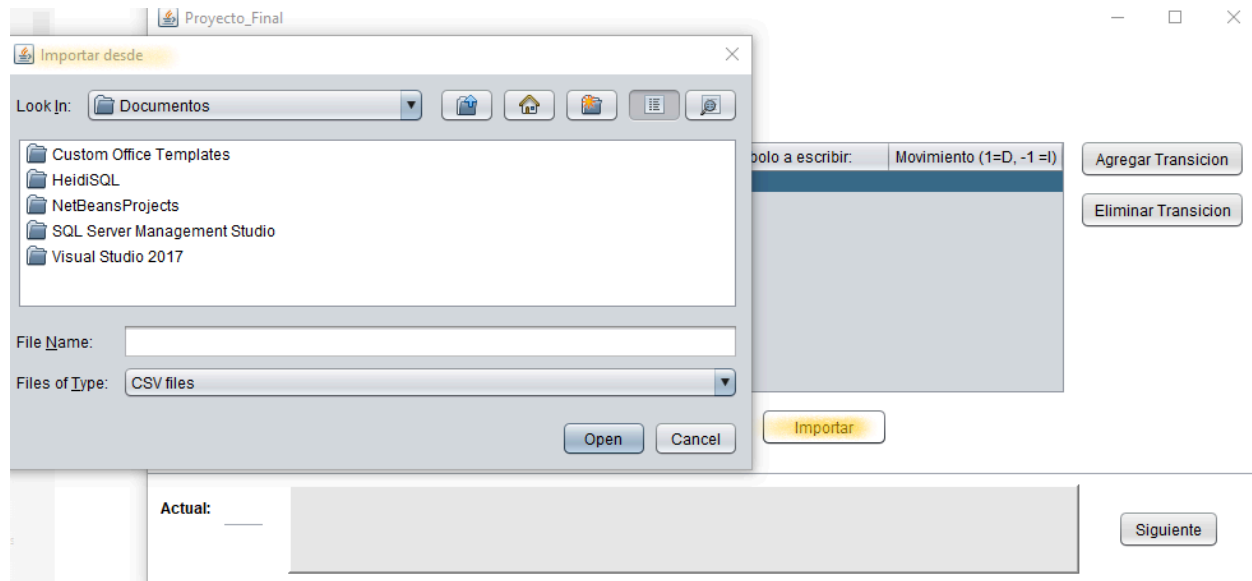 Proyecto_Final
Importar desde
Look In: Documentos
Custom Office Templates
HeidiSQL
NetBeansProjects
SQL Server Management Studio
Visual Studio 2017
File Name:
Files of Type: CSV files
Open Cancel
a escribir: Movimiento (1=D, -1 =I)
Agregar Transicion
Eliminar Transicion
Importar
Actual:
Siguiente